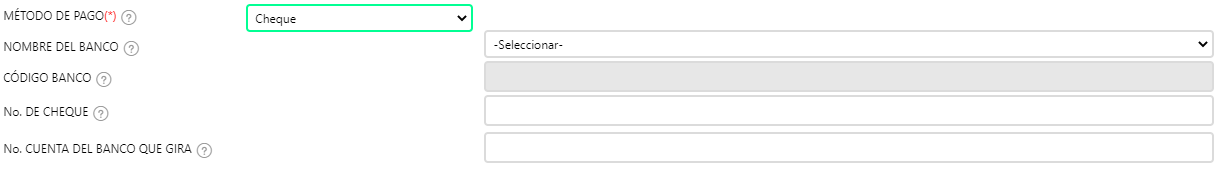 MÉTODO DE PAGO(*) ? Cheque
NOMBRE DEL BANCO ? -Seleccionar-
CÓDIGO BANCO ?
No. DE CHEQUE ?
No. CUENTA DEL BANCO QUE GIRA ?